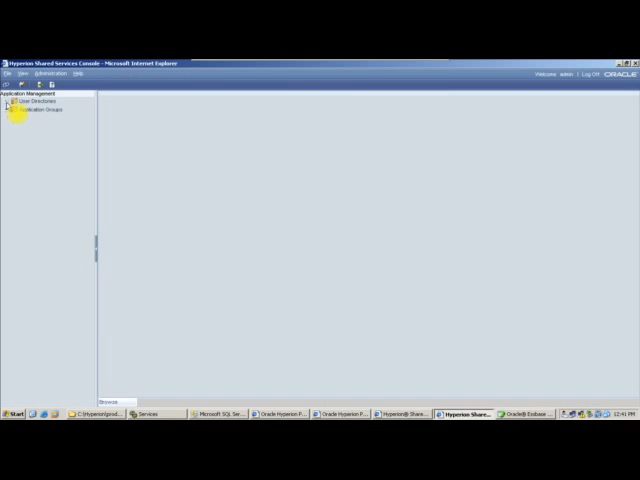 Hyperion Shared Services Console - Microsoft Internet Explorer
File View Administration Help
Welcome admin | Log Off ORACLE
Application Management
User Directories
Application Groups
Browse
Start C:\Hyperion\prod... Services Microsoft SQL Ser... Oracle Hyperion P... Oracle Hyperion P... Hyperion® Share... Hyperion Share... Oracle® Essbase ... 12:41 PM